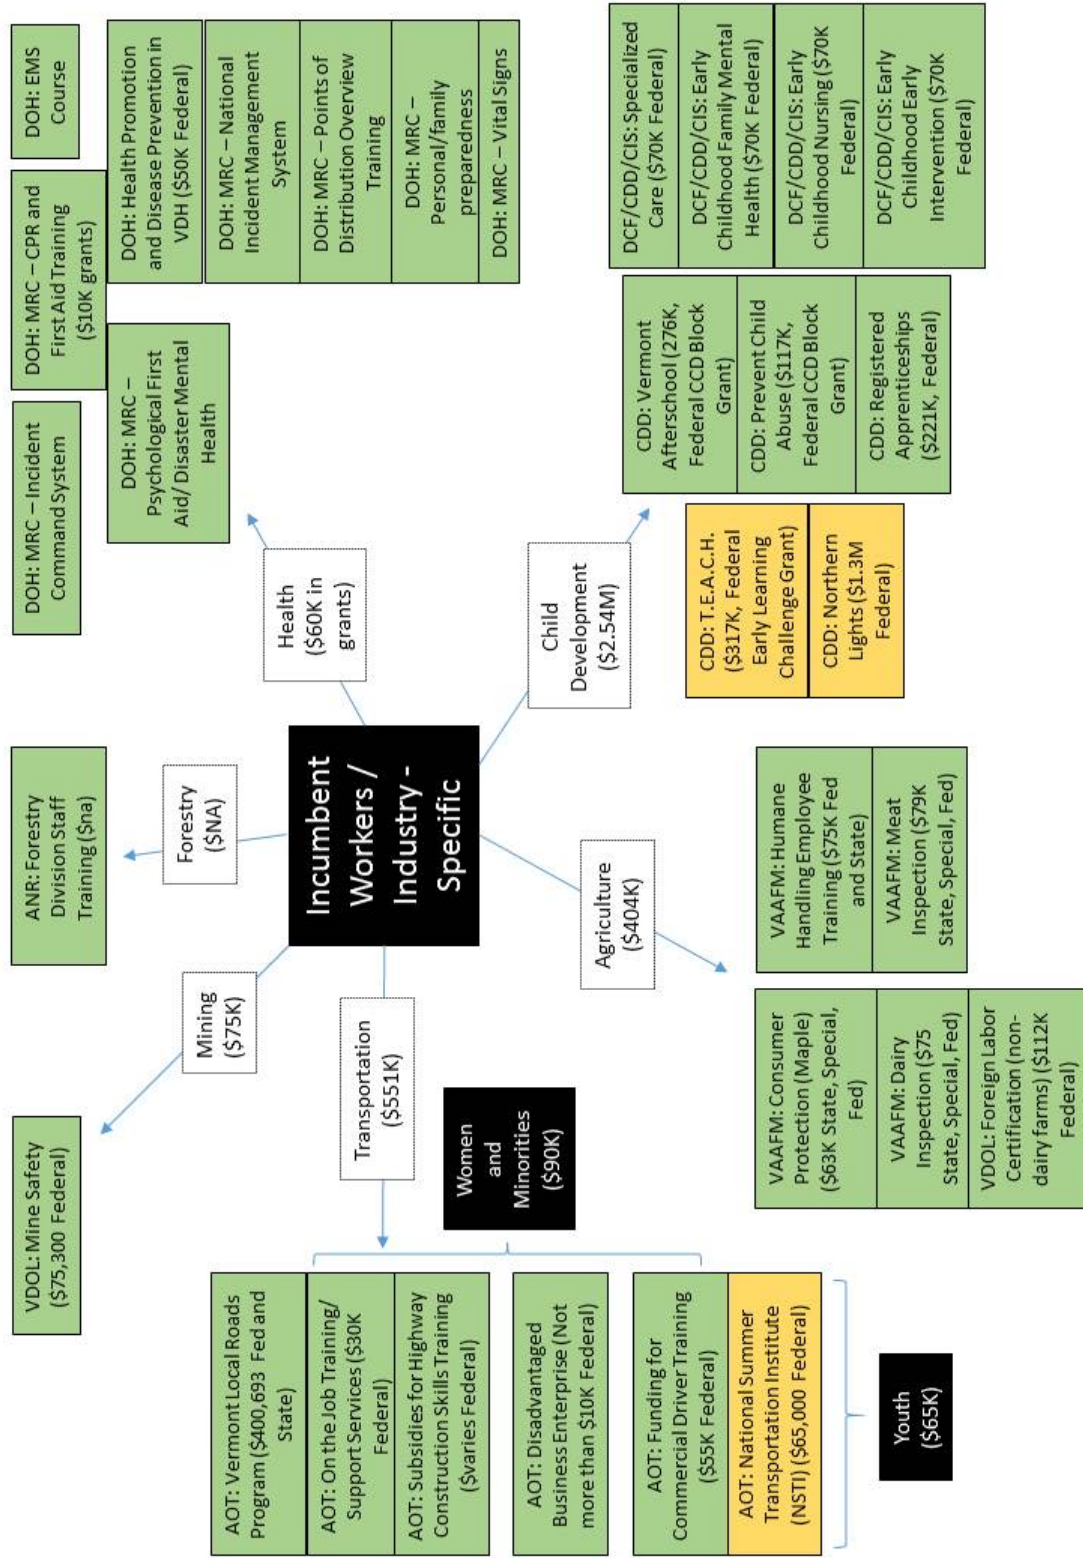 VDOL: Mine Safety
($75,300 Federal)
ANR: Forestry
Division Staff
Training ($na)
DOH: MRC – Incident
Command System
DOH: MRC – CPR and
First Aid Training
($10K grants)
DOH: EMS
Course
DOH: MRC –
Psychological First
Aid/ Disaster Mental
Health
DOH: Health Promotion
and Disease Prevention in
VDH ($50K Federal)
DOH: MRC – National
Incident Management
System
DOH: MRC – Points of
Distribution Overview
Training
DOH: MRC –
Personal/family
preparedness
DOH: MRC – Vital Signs
Mining
($75K)
Forestry
($NA)
Health
($60K in
grants)
Incumbent
Workers /
Industry -
Specific
Transportation
($551K)
Agriculture
($404K)
Child
Development
($2.54M)
AOT: Vermont Local Roads
Program ($400,693 Fed and
State)
AOT: On the Job Training/
Support Services ($30K
Federal)
AOT: Subsidies for Highway
Construction Skills Training
($varies Federal)
AOT: Disadvantaged
Business Enterprise (Not
more than $10K Federal)
AOT: Funding for
Commercial Driver Training
($55K Federal)
AOT: National Summer
Transportation Institute
(NSTI) ($65,000 Federal)
Women
and
Minorities
($90K)
Youth
($65K)
VAAFM: Consumer
Protection (Maple)
($63K State, Special,
Fed)
VAAFM: Dairy
Inspection ($75
State, Special, Fed)
VDOL: Foreign Labor
Certification (non-
dairy farms) ($112K
Federal)
VAAFM: Humane
Handling Employee
Training ($75K Fed
and State)
VAAFM: Meat
Inspection ($79K
State, Special, Fed)
CDD: T.E.A.C.H.
($317K, Federal
Early Learning
Challenge Grant)
CDD: Northern
Lights ($1.3M
Federal)
CDD: Vermont
Afterschool (276K,
Federal CCD Block
Grant)
CDD: Prevent Child
Abuse ($117K,
Federal CCD Block
Grant)
CDD: Registered
Apprenticeships
($221K, Federal)
DCF/CDD/CIS: Specialized
Care ($70K Federal)
DCF/CDD/CIS: Early
Childhood Family Mental
Health ($70K Federal)
DCF/CDD/CIS: Early
Childhood Nursing ($70K
Federal)
DCF/CDD/CIS: Early
Childhood Early
Intervention ($70K
Federal)